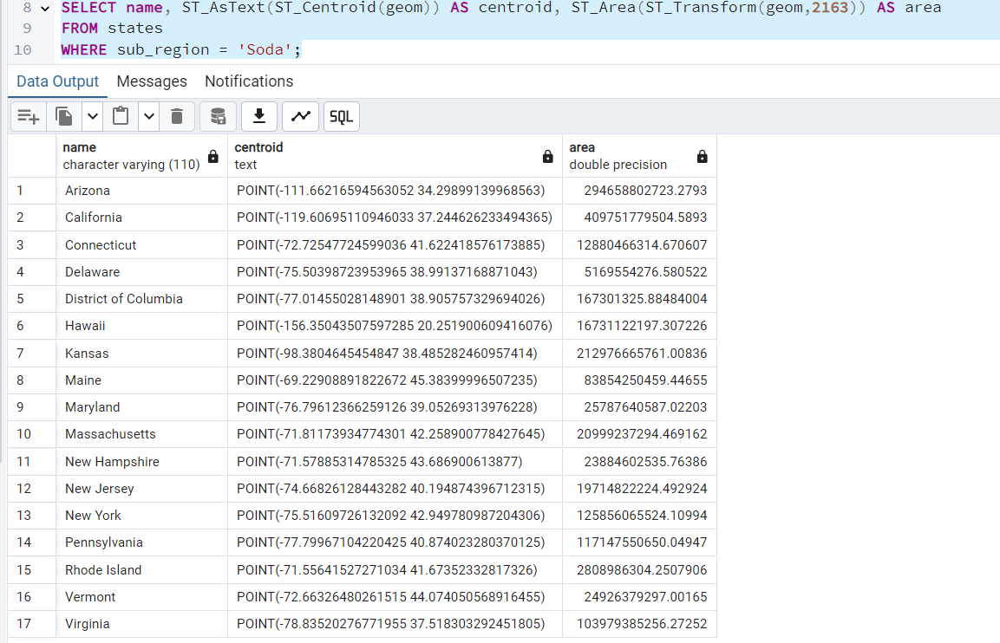 8 SELECT name, ST_AsText(ST_Centroid(geom)) AS centroid, ST_Area(ST_Transform(geom,2163)) AS area
9 FROM states
10 WHERE sub_region = 'Soda';
Data Output Messages Notifications
SQL
name centroid area
character varying (110) text double precision
1 Arizona POINT(-111.66216594563052 34.29899139968563) 294658802723.2793
2 California POINT(-119.60695110946033 37.244626233494365) 409751779504.5893
3 Connecticut POINT(-72.72547724599036 41.622418576173885) 12880466314.670607
4 Delaware POINT(-75.50398723953965 38.99137168871043) 5169554276.580522
5 District of Columbia POINT(-77.01455028148901 38.905757329694026) 167301325.88484004
6 Hawaii POINT(-156.35043507597285 20.251900609416076) 16731122197.307226
7 Kansas POINT(-98.3804645454847 38.485282460957414) 212976665761.00836
8 Maine POINT(-69.22908891822672 45.38399996507235) 83854250459.44655
9 Maryland POINT(-76.79612366259126 39.05269313976228) 25787640587.02203
10 Massachusetts POINT(-71.81173934774301 42.258900778427645) 20999237294.469162
11 New Hampshire POINT(-71.57885314785325 43.686900613877) 23884602535.76386
12 New Jersey POINT(-74.66826128443282 40.194874396712315) 19714822224.492924
13 New York POINT(-75.51609726132092 42.949780987204306) 125856065524.10994
14 Pennsylvania POINT(-77.79967104220425 40.874023280370125) 117147550650.04947
15 Rhode Island POINT(-71.55641527271034 41.67352332817326) 2808986304.2507906
16 Vermont POINT(-72.66326480261515 44.074050568916455) 24926379297.00165
17 Virginia POINT(-78.83520276771955 37.518303292451805) 103979385256.27252